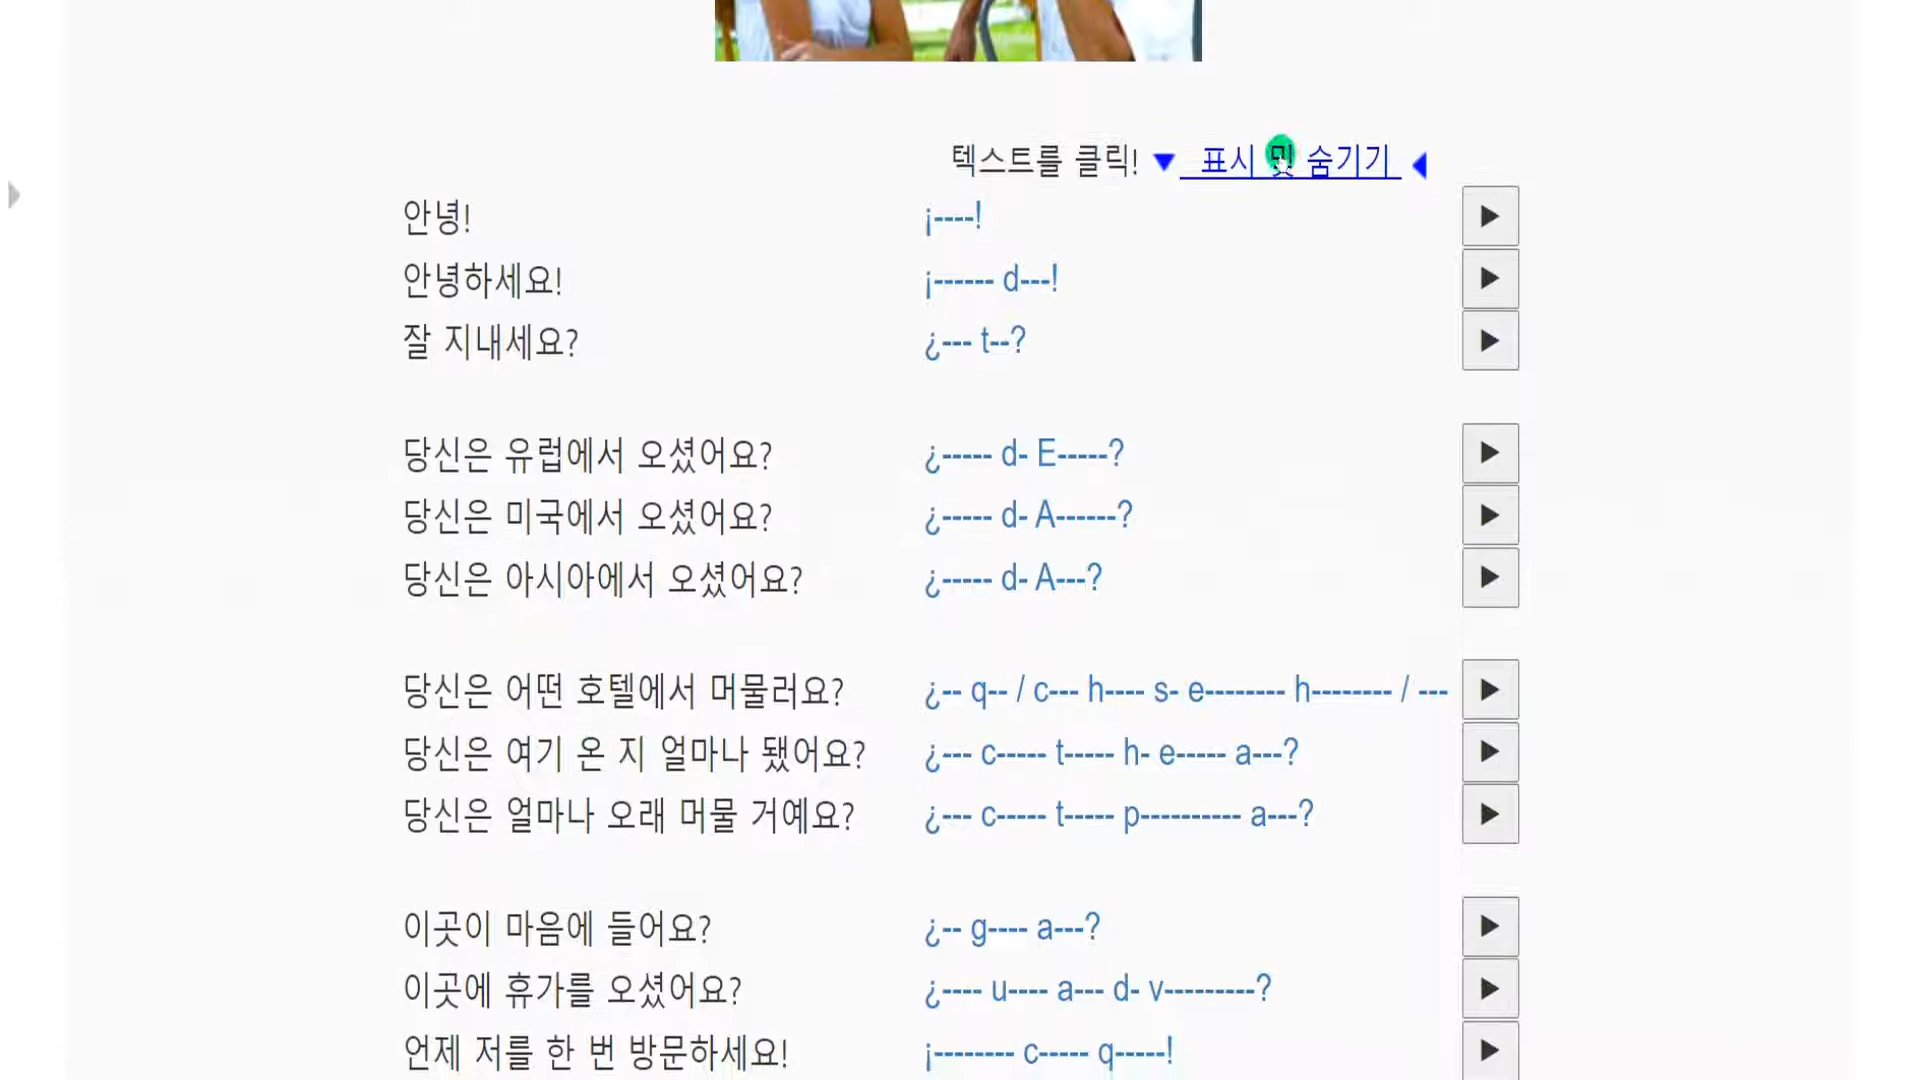 텍스트를 클릭! ▼ 표시 및 숨기기 ◀
안녕! ¡----!
안녕하세요! ¡------ d---!
잘 지내세요? ¿--- t--?
당신은 유럽에서 오셨어요? ¿----- d- E-----?
당신은 미국에서 오셨어요? ¿----- d- A------?
당신은 아시아에서 오셨어요? ¿----- d- A---?
당신은 어떤 호텔에서 머물러요? ¿-- q-- / c--- h---- s- e-------- h-------- / ---
당신은 여기 온 지 얼마나 됐어요? ¿--- c----- t----- h- e----- a---?
당신은 얼마나 오래 머물 거예요? ¿--- c----- t----- p---------- a---?
이곳이 마음에 들어요? ¿-- g---- a---?
이곳에 휴가를 오셨어요? ¿---- u---- a--- d- v---------?
언제 저를 한 번 방문하세요! ¡-------- c----- q-----!